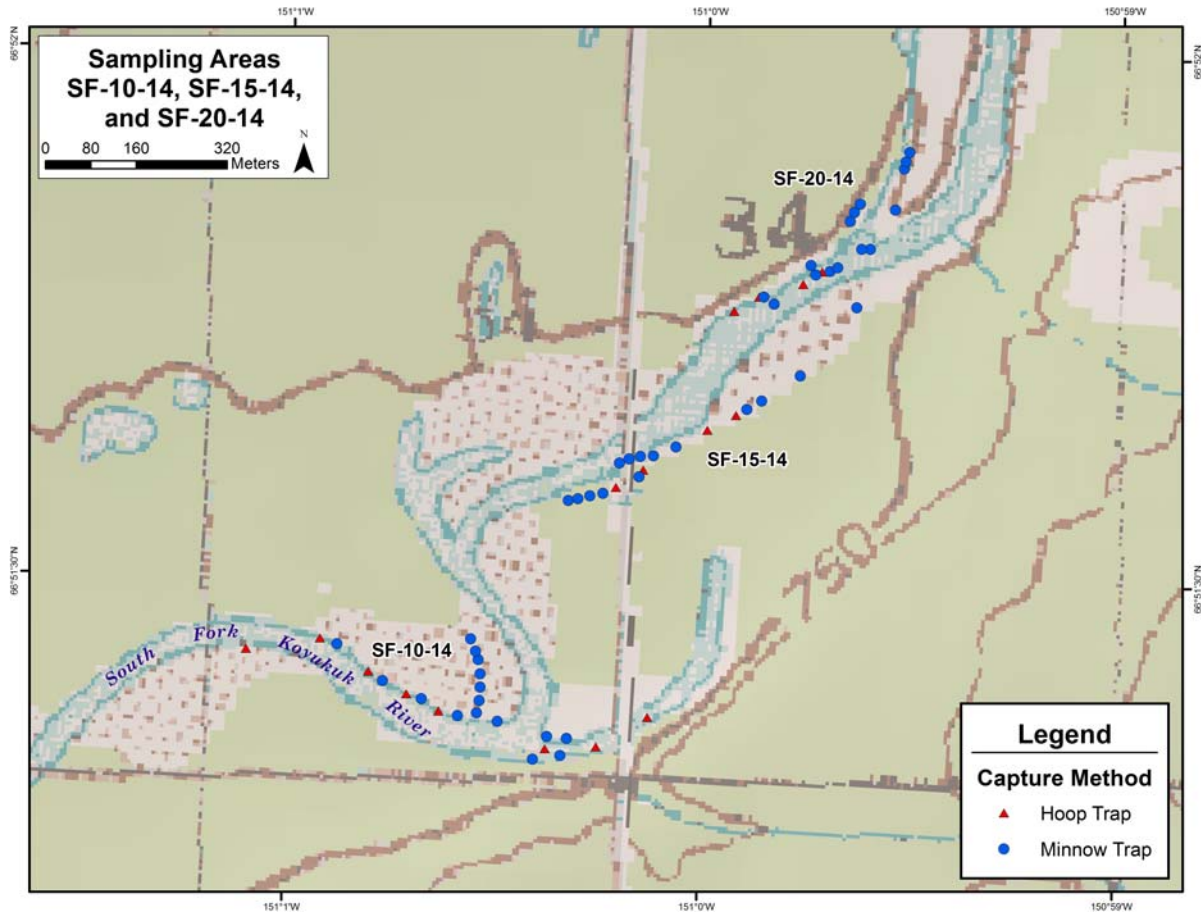 151°1'W
151°0'W
150°59'W
66°52'N
66°52'N
Sampling Areas
SF-10-14, SF-15-14,
and SF-20-14
N
0 80 160 320
Meters
SF-20-14
34
SF-15-14
66°51'30"N
66°51'30"N
750
SF-10-14
South Fork Koyukuk River
Legend
Capture Method
Hoop Trap
Minnow Trap
151°1'W
151°0'W
150°59'W